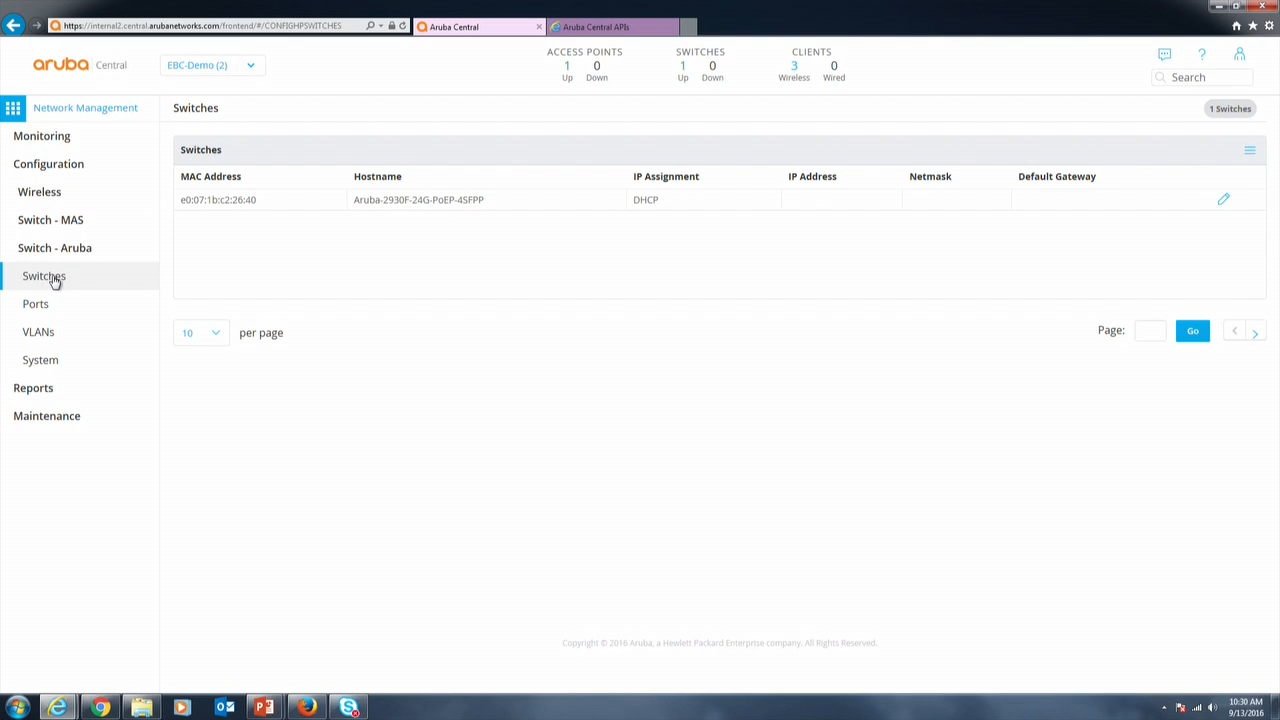 https://internal2.central.arubanetworks.com/frontend/#/CONFIGHPSWITCHES
Aruba Central
Aruba Central APIs
aruba Central
EBC-Demo (2)
ACCESS POINTS
1 0
Up Down
SWITCHES
1 0
Up Down
CLIENTS
3 0
Wireless Wired
?
Search
Network Management
Monitoring
Configuration
Wireless
Switch - MAS
Switch - Aruba
Switches
Ports
VLANs
System
Reports
Maintenance
Switches
1 Switches
Switches
MAC Address Hostname IP Assignment IP Address Netmask Default Gateway
e0:07:1b:c2:26:40 Aruba-2930F-24G-PoEP-4SFPP DHCP
10 per page
Page: Go
Copyright © 2016 Aruba, a Hewlett Packard Enterprise company. All Rights Reserved.
10:30 AM
9/13/2016